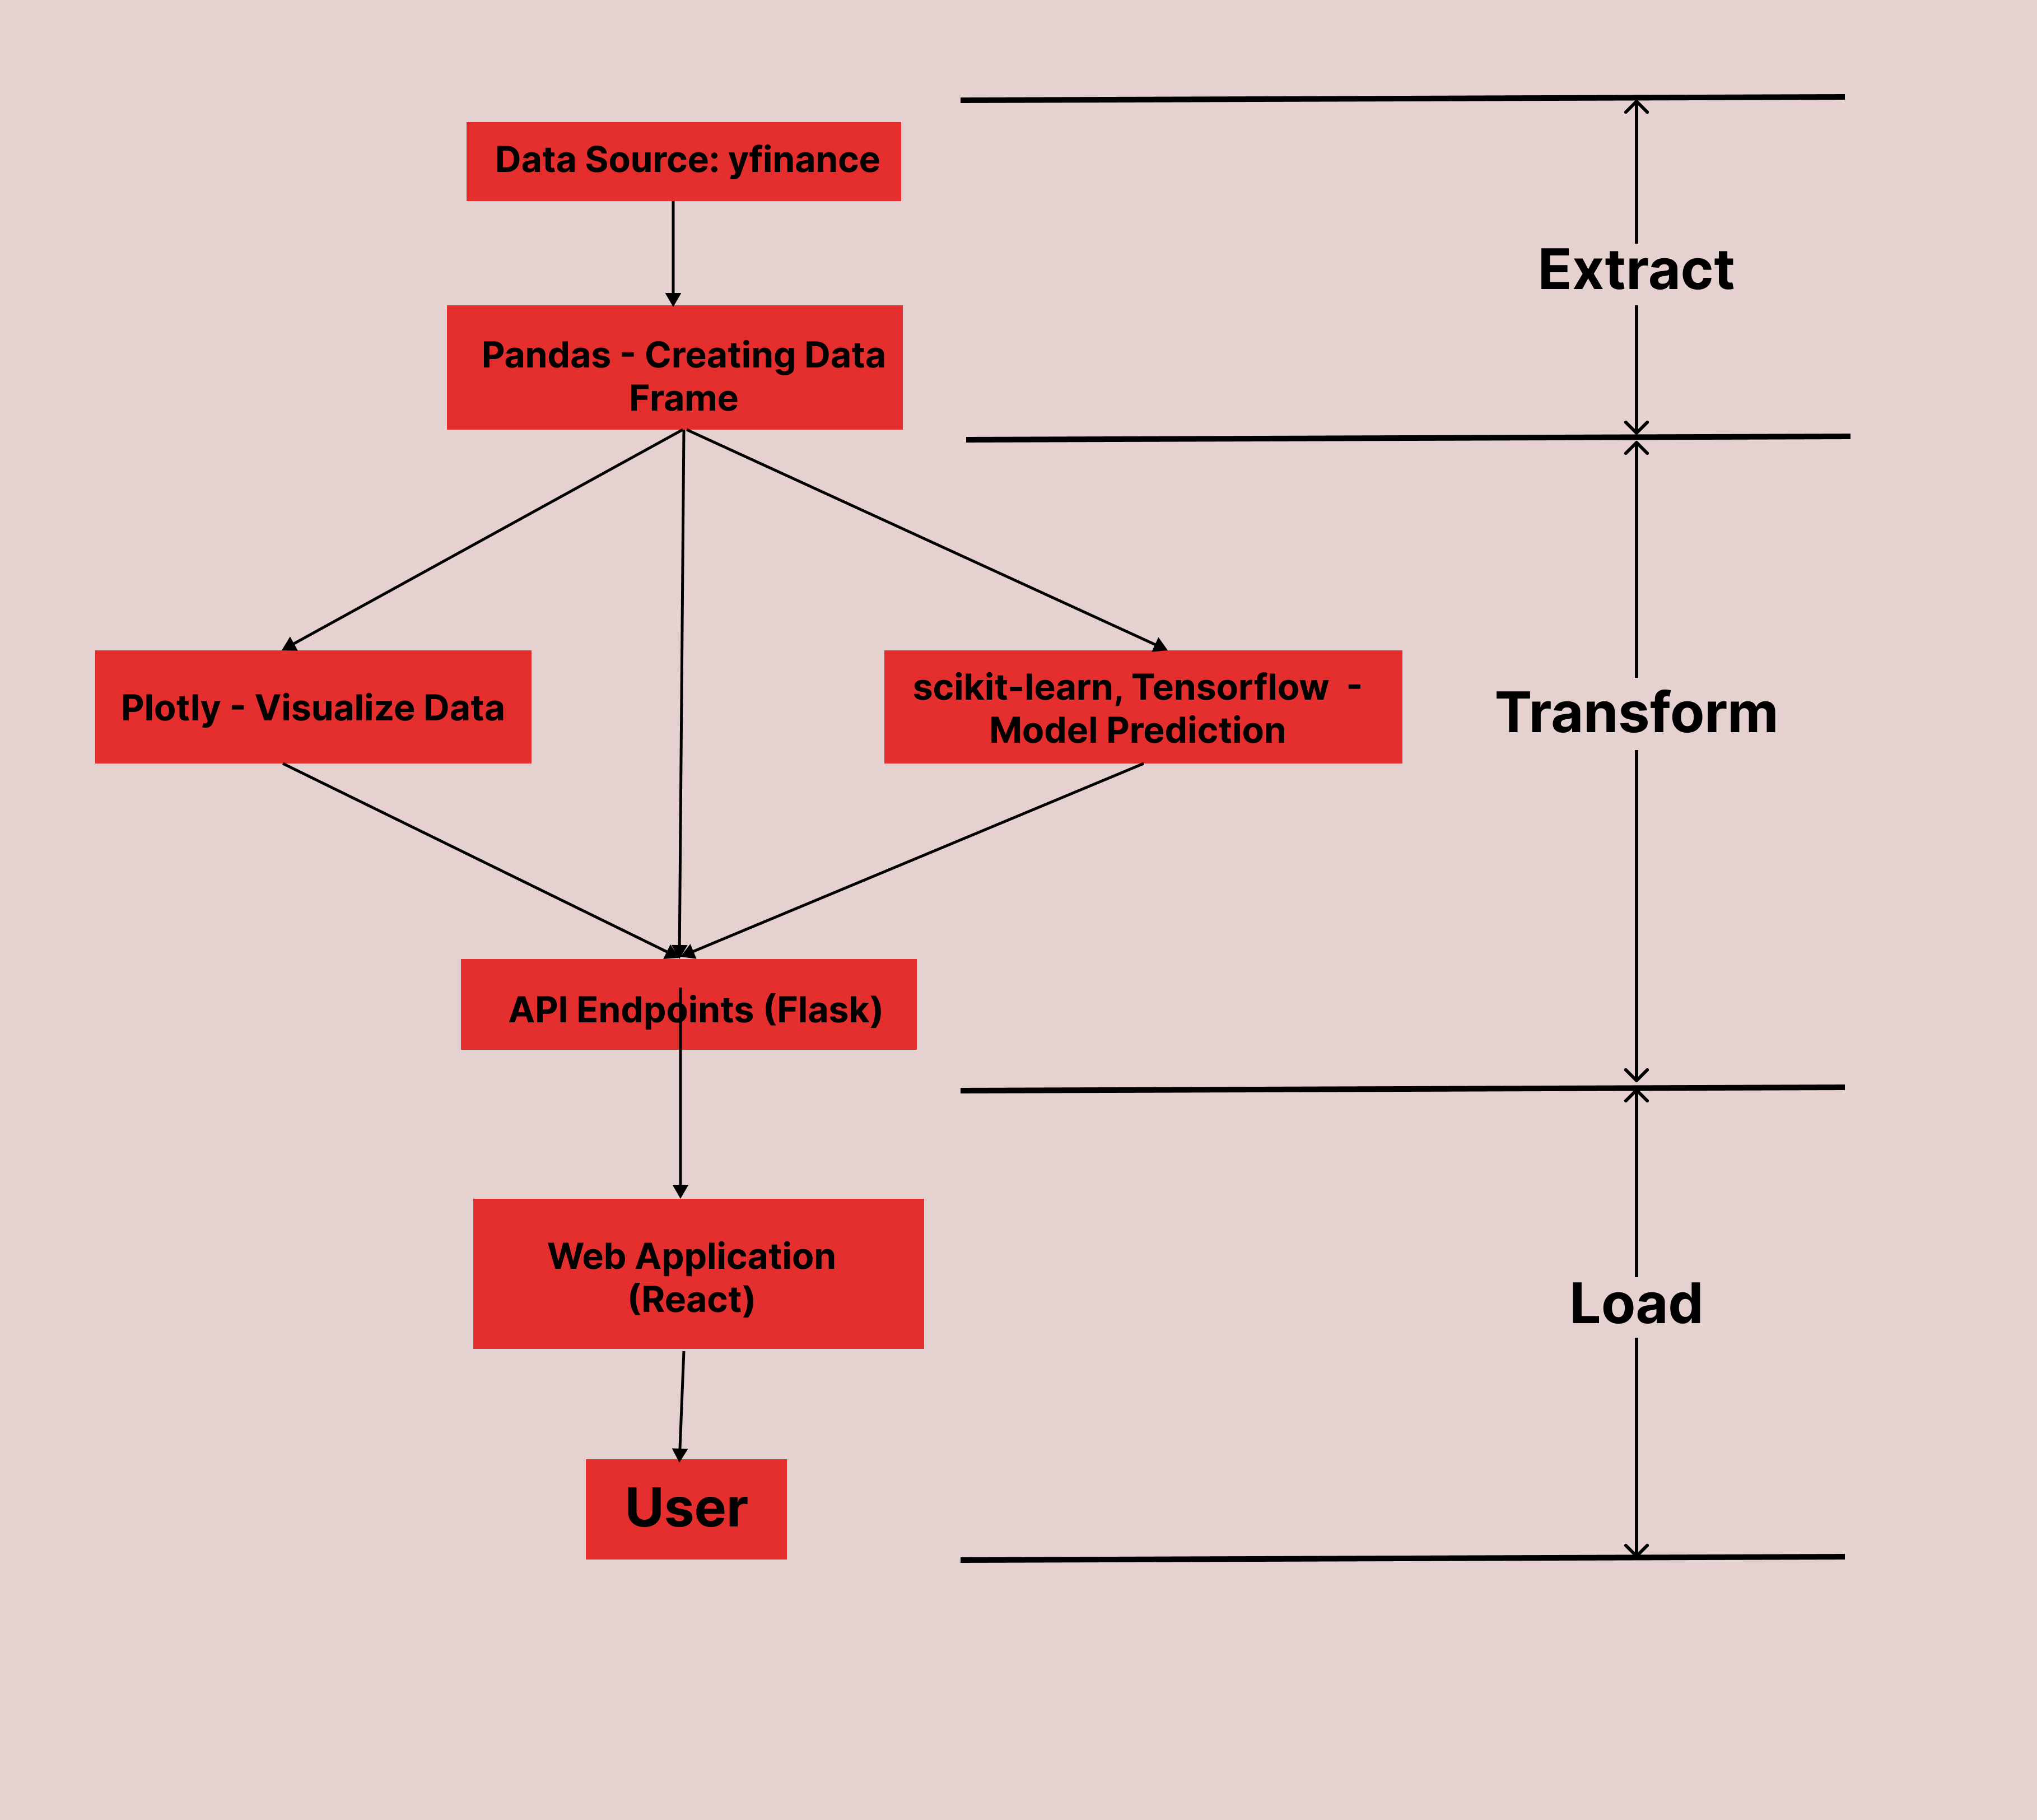 Data Source: yfinance
Extract
Pandas - Creating Data
Frame
Plotly - Visualize Data
scikit-learn, Tensorflow  -
Model Prediction
Transform
API Endpoints (Flask)
Web Application
(React)
Load
User